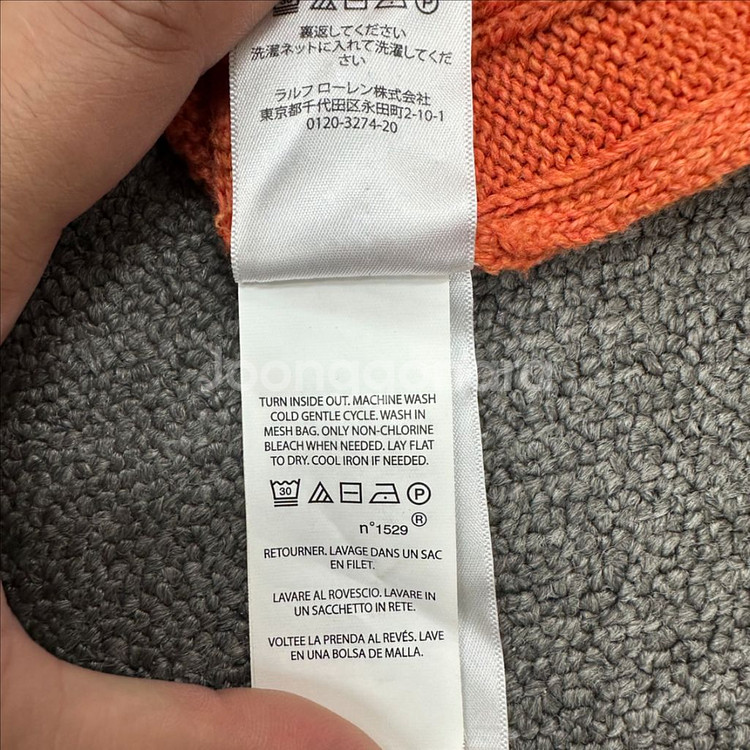 裏返してください
洗濯ネットに入れて洗濯してくだ
さい
ラルフ ローレン株式会社
東京都千代田区永田町2-10-1
0120-3274-20
Joonggonara
TURN INSIDE OUT. MACHINE WASH
COLD GENTLE CYCLE. WASH IN
MESH BAG. ONLY NON-CHLORINE
BLEACH WHEN NEEDED. LAY FLAT
TO DRY. COOL IRON IF NEEDED.
30 P
n°1529 ®
RETOURNER. LAVAGE DANS UN SAC
EN FILET.
LAVARE AL ROVESCIO. LAVARE IN
UN SACCHETTO IN RETE.
VOLTEE LA PRENDA AL REVÉS. LAVE
EN UNA BOLSA DE MALLA.